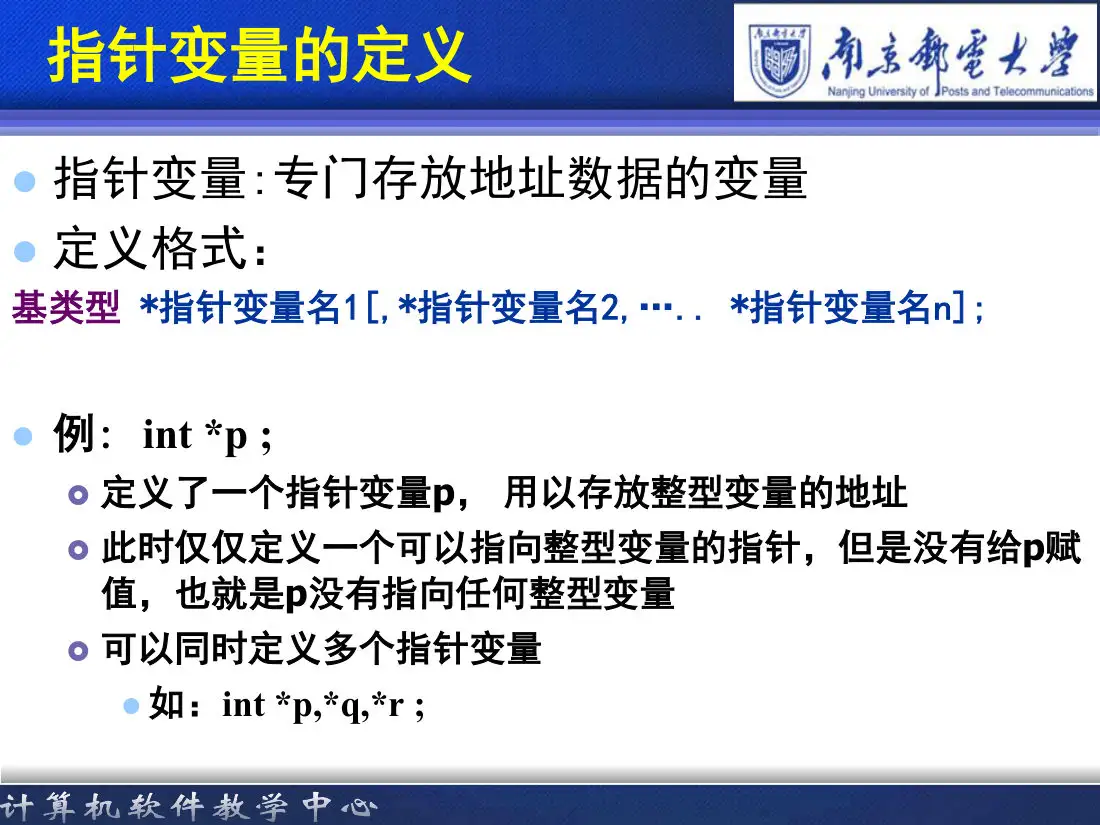 指针变量的定义
南京邮电大学
Nanjing University of Posts and Telecommunications
指针变量:专门存放地址数据的变量
定义格式：
基类型 *指针变量名1[,*指针变量名2,….. *指针变量名n];
例: int *p ;
定义了一个指针变量p， 用以存放整型变量的地址
此时仅仅定义一个可以指向整型变量的指针，但是没有给p赋
值，也就是p没有指向任何整型变量
可以同时定义多个指针变量
如：int *p,*q,*r ;
计算机软件教学中心